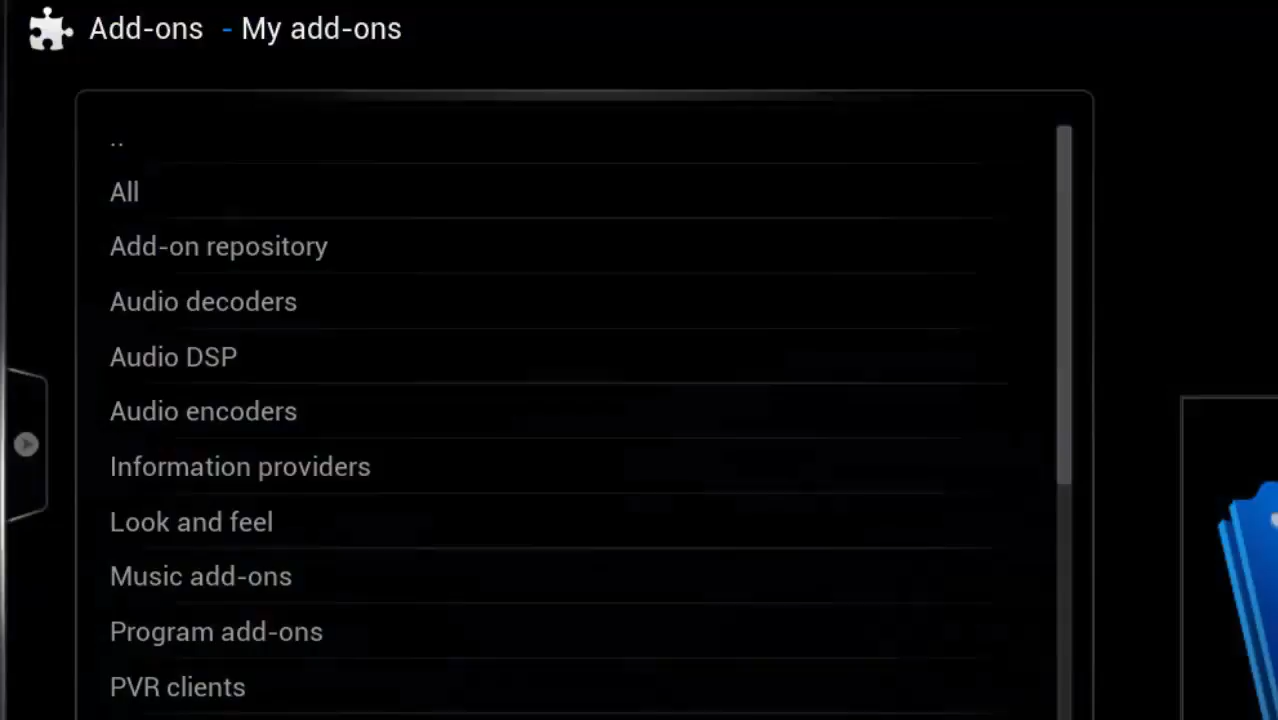 Add-ons - My add-ons
..
All
Add-on repository
Audio decoders
Audio DSP
Audio encoders
Information providers
Look and feel
Music add-ons
Program add-ons
PVR clients